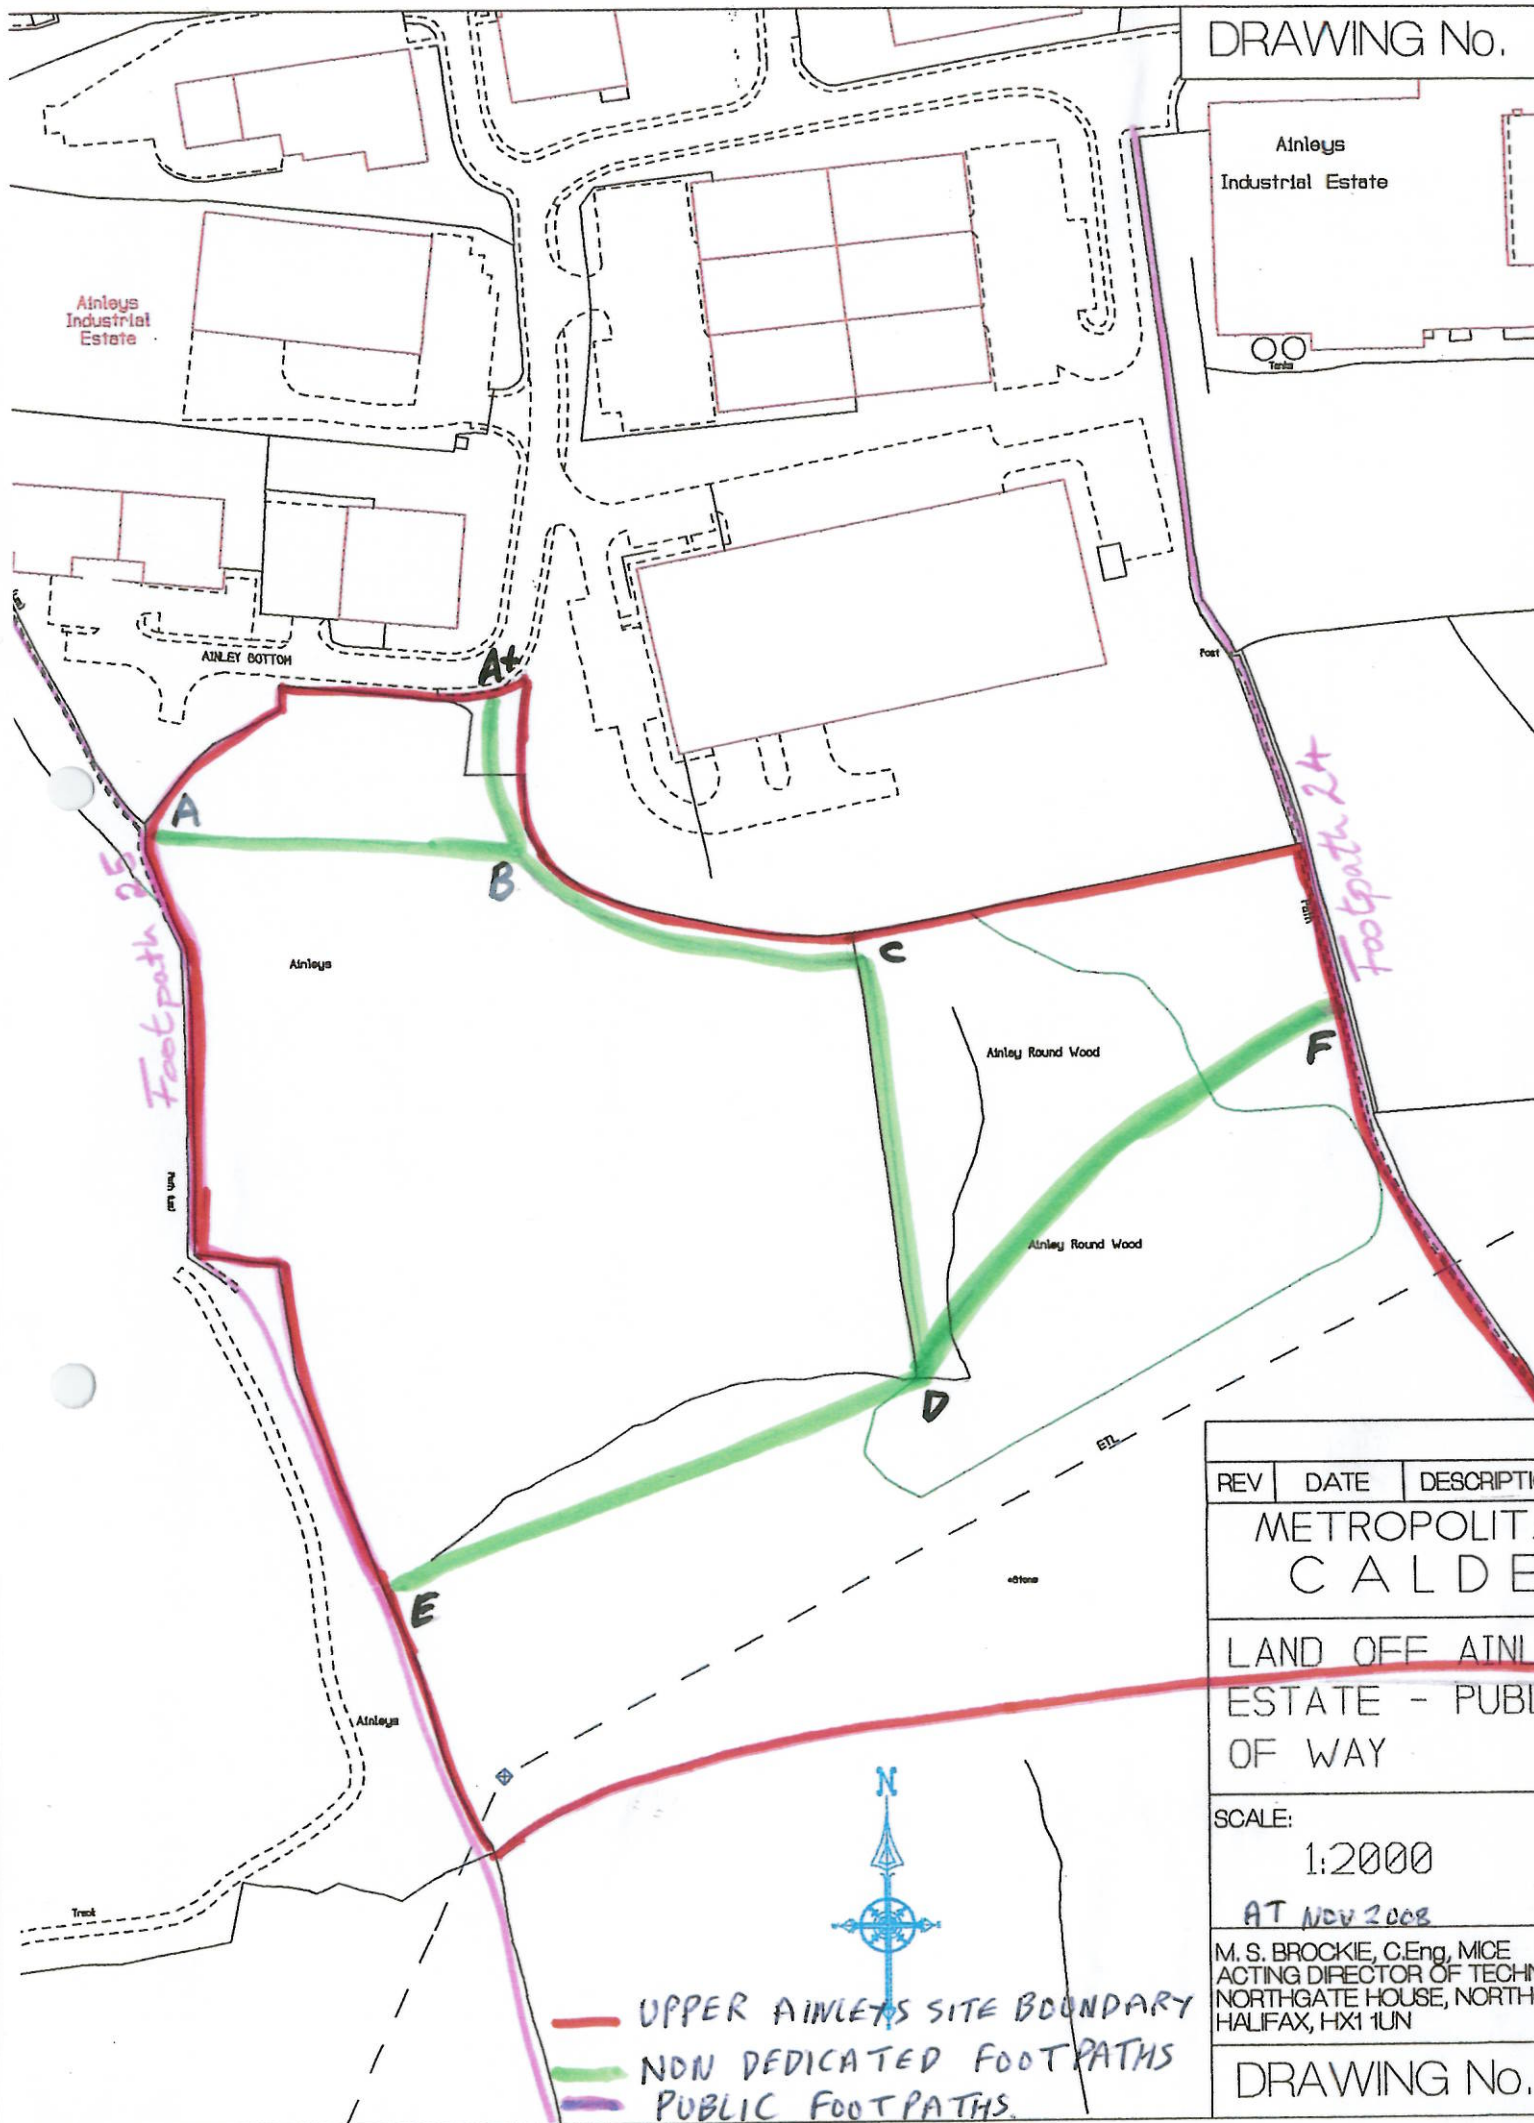 DRAWING No.
Ainleys
Industrial Estate
Ainleys
Industrial
Estate
Tanks
AINLEY BOTTOM
A+
Post
A
B
Footpath 25
Footpath 24
Path
Ainleys
C
Ainley Round Wood
F
Path (um)
Ainley Round Wood
D
ETL
E
Stone
Ainleys
Track
N
REV DATE DESCRIPTI
METROPOLIT
CALDE
LAND OFF AINL
ESTATE - PUBL
OF WAY
SCALE:
1:2000
AT NOV 2008
M. S. BROCKIE, C.Eng, MICE
ACTING DIRECTOR OF TECHN
NORTHGATE HOUSE, NORTH
HALIFAX, HX1 1UN
DRAWING No.
UPPER AINLEYS SITE BOUNDARY
NON DEDICATED FOOTPATHS
PUBLIC FOOTPATHS.